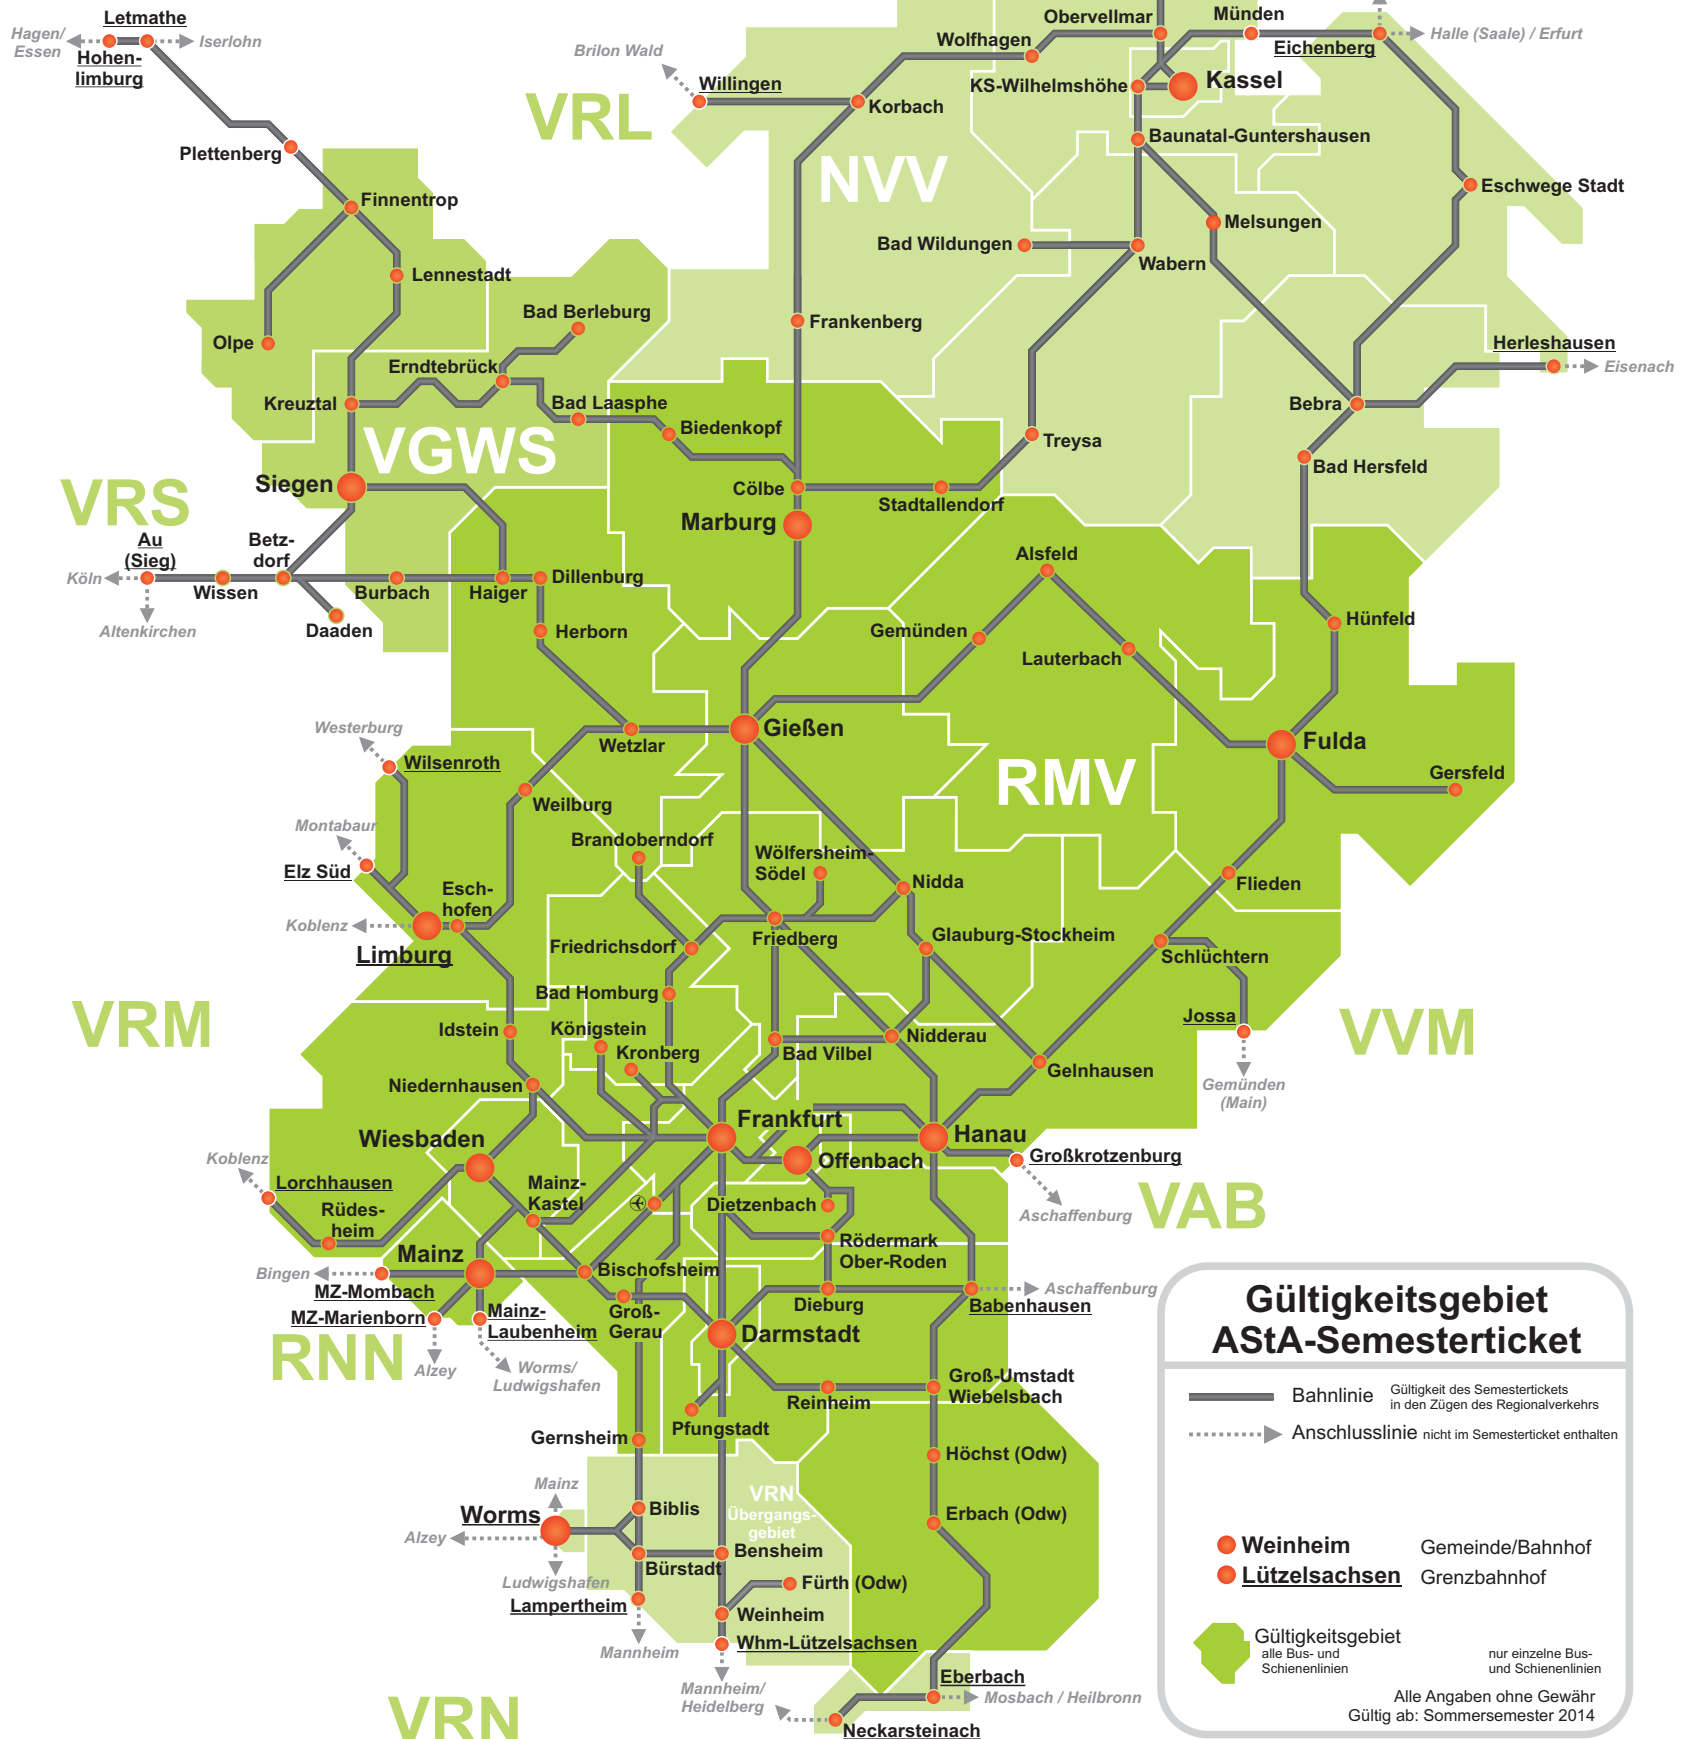 Letmathe
Hagen/
Essen
Iserlohn
Hohen-
limburg
Plettenberg
Finnentrop
Lennestadt
Olpe
Bad Berleburg
Erndtebrück
Kreuztal
Bad Laasphe
Biedenkopf
VGWS
Siegen
VRS
Au
(Sieg)
Köln
Altenkirchen
Wissen
Betz-
dorf
Daaden
Burbach
Haiger
Dillenburg
Herborn
VRL
Brilon Wald
Willingen
Korbach
Wolfhagen
Obervellmar
Münden
Eichenberg
Halle (Saale) / Erfurt
KS-Wilhelmshöhe
Kassel
Baunatal-Guntershausen
NVV
Eschwege Stadt
Melsungen
Bad Wildungen
Wabern
Frankenberg
Herleshausen
Eisenach
Bebra
Treysa
Bad Hersfeld
Cölbe
Stadtallendorf
Marburg
Alsfeld
Gemünden
Lauterbach
Hünfeld
Wetzlar
Gießen
Fulda
Gersfeld
RMV
Westerburg
Wilsenroth
Weilburg
Montabaur
Elz Süd
Esch-
hofen
Koblenz
Limburg
Brandoberndorf
Wölfersheim-
Södel
Nidda
Flieden
Friedrichsdorf
Friedberg
Glauburg-Stockheim
Schlüchtern
Bad Homburg
VRM
Idstein
Königstein
Kronberg
Bad Vilbel
Nidderau
Jossa
VVM
Gelnhausen
Gemünden
(Main)
Niedernhausen
Wiesbaden
Frankfurt
Hanau
Offenbach
Großkrotzenburg
Koblenz
Lorchhausen
Rüdes-
heim
Mainz-
Kastel
Dietzenbach
Aschaffenburg
VAB
Rödermark
Ober-Roden
Mainz
Bingen
MZ-Mombach
MZ-Marienborn
Mainz-
Laubenheim
Bischofsheim
Groß-
Gerau
Dieburg
Babenhausen
Aschaffenburg
RNN
Alzey
Worms/
Ludwigshafen
Darmstadt
Reinheim
Groß-Umstadt
Wiebelsbach
Pfungstadt
Gernsheim
Höchst (Odw)
Mainz
Worms
Alzey
Biblis
VRN
Übergangs-
gebiet
Erbach (Odw)
Ludwigshafen
Bürstadt
Bensheim
Fürth (Odw)
Lampertheim
Weinheim
Whm-Lützelsachsen
Mannheim
Mannheim/
Heidelberg
Eberbach
Mosbach / Heilbronn
Neckarsteinach
VRN
Gültigkeitsgebiet
AStA-Semesterticket
Bahnlinie Gültigkeit des Semestertickets
in den Zügen des Regionalverkehrs
Anschlusslinie nicht im Semesterticket enthalten
Weinheim Gemeinde/Bahnhof
Lützelsachsen Grenzbahnhof
Gültigkeitsgebiet
alle Bus- und
Schienenlinien
nur einzelne Bus-
und Schienenlinien
Alle Angaben ohne Gewähr
Gültig ab: Sommersemester 2014